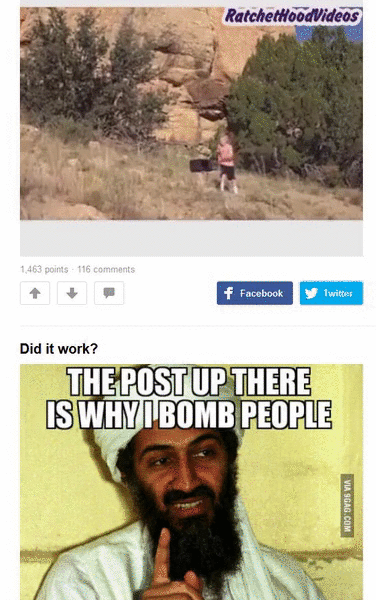 RatchetHoodVideos
1,463 points · 116 comments
Facebook
Twitter
Did it work?
THE POST UP THERE
IS WHY I BOMB PEOPLE
VIA 9GAG.COM